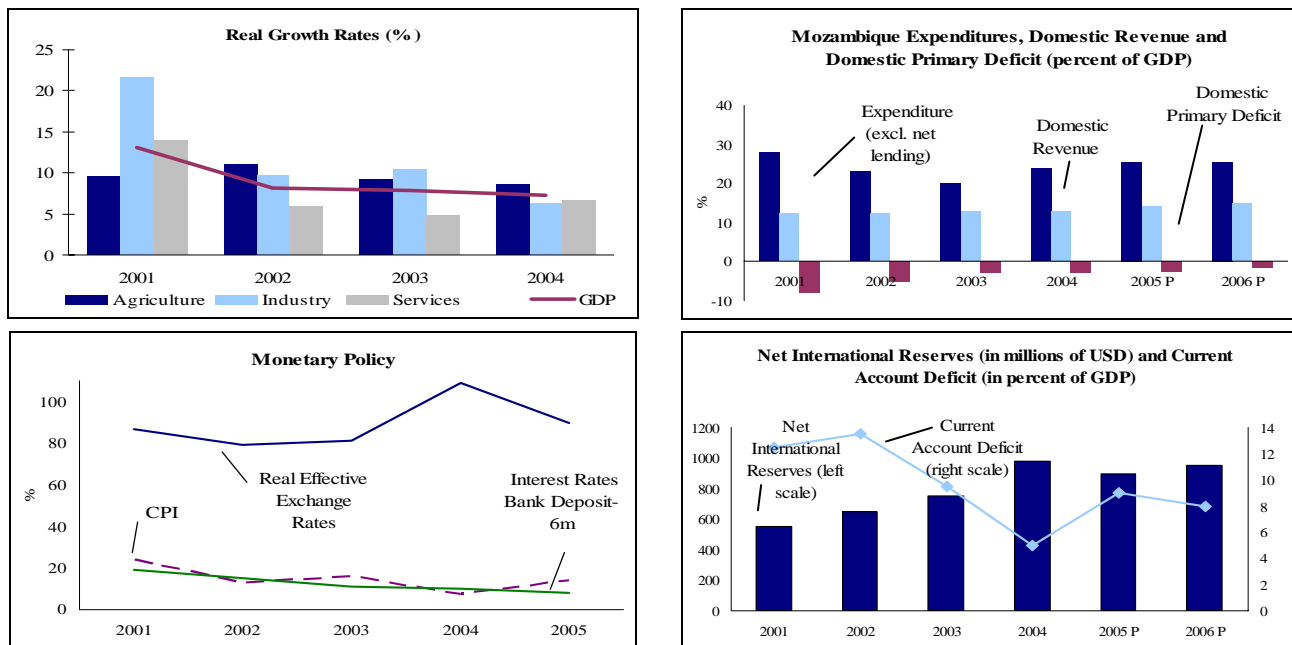 Real Growth Rates (%)
25
20
15
10
5
0
2001 2002 2003 2004
Agriculture Industry Services GDP
Mozambique Expenditures, Domestic Revenue and
Domestic Primary Deficit (percent of GDP)
Expenditure
(excl. net
lending)
Domestic
Revenue
Domestic
Primary Deficit
%
40
30
20
10
0
-10
2001 2002 2003 2004 2005 P 2006 P
Monetary Policy
%
100
80
60
40
20
0
CPI
Real Effective
Exchange
Rates
Interest Rates
Bank Deposit-
6m
2001 2002 2003 2004 2005
Net International Reserves (in millions of USD) and Current
Account Deficit (in percent of GDP)
1200
1000
800
600
400
200
0
Net
International
Reserves (left
scale)
Current
Account Deficit
(right scale)
14
12
10
8
6
4
2
0
2001 2002 2003 2004 2005 P 2006 P